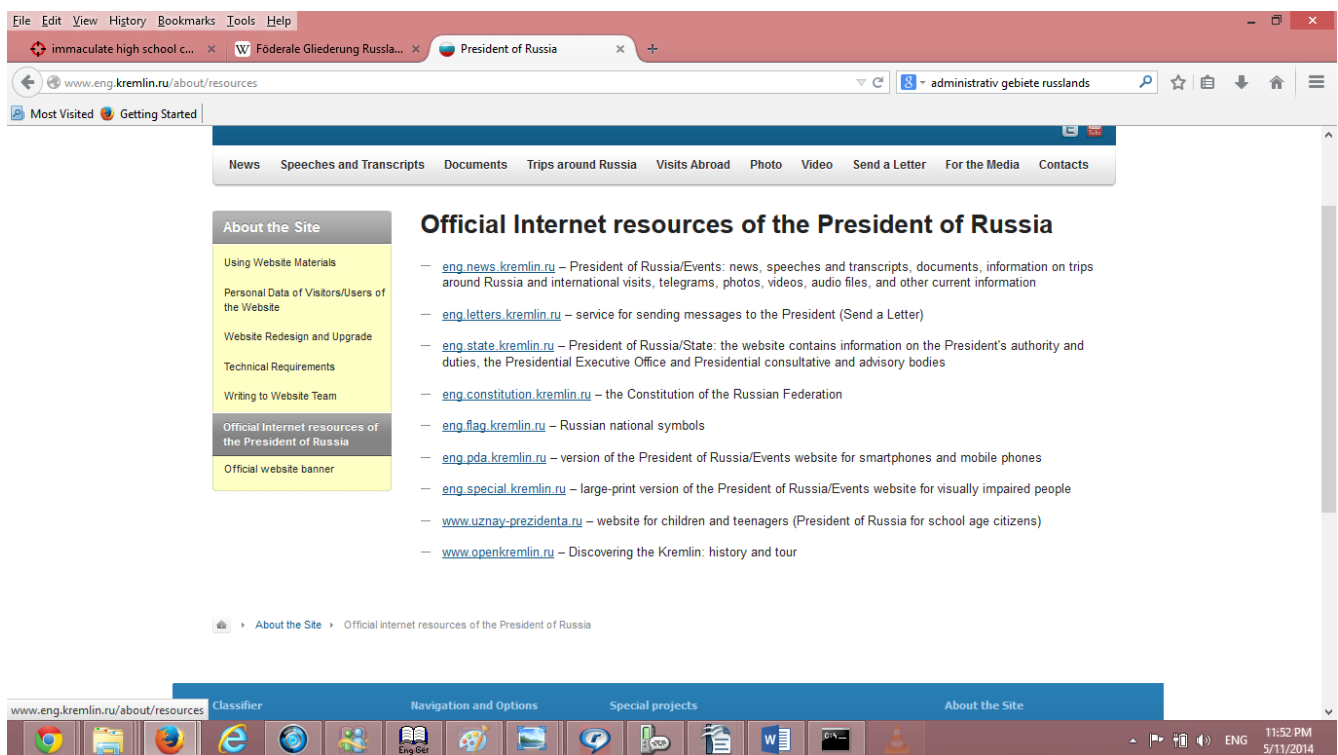 File Edit View History Bookmarks Tools Help
immaculate high school c...
Föderale Gliederung Russla...
President of Russia
www.eng.kremlin.ru/about/resources
administrativ gebiete russlands
Most Visited Getting Started
News Speeches and Transcripts Documents Trips around Russia Visits Abroad Photo Video Send a Letter For the Media Contacts
About the Site
Using Website Materials
Personal Data of Visitors/Users of
the Website
Website Redesign and Upgrade
Technical Requirements
Writing to Website Team
Official Internet resources of
the President of Russia
Official website banner
Official Internet resources of the President of Russia
— eng.news.kremlin.ru – President of Russia/Events: news, speeches and transcripts, documents, information on trips
around Russia and international visits, telegrams, photos, videos, audio files, and other current information
— eng.letters.kremlin.ru – service for sending messages to the President (Send a Letter)
— eng.state.kremlin.ru – President of Russia/State: the website contains information on the President's authority and
duties, the Presidential Executive Office and Presidential consultative and advisory bodies
— eng.constitution.kremlin.ru – the Constitution of the Russian Federation
— eng.flag.kremlin.ru – Russian national symbols
— eng.pda.kremlin.ru – version of the President of Russia/Events website for smartphones and mobile phones
— eng.special.kremlin.ru – large-print version of the President of Russia/Events website for visually impaired people
— www.uznay-prezidenta.ru – website for children and teenagers (President of Russia for school age citizens)
— www.openkremlin.ru – Discovering the Kremlin: history and tour
About the Site Official internet resources of the President of Russia
Classifier Navigation and Options Special projects About the Site
www.eng.kremlin.ru/about/resources
Eng Ger
ENG
11:52 PM
5/11/2014